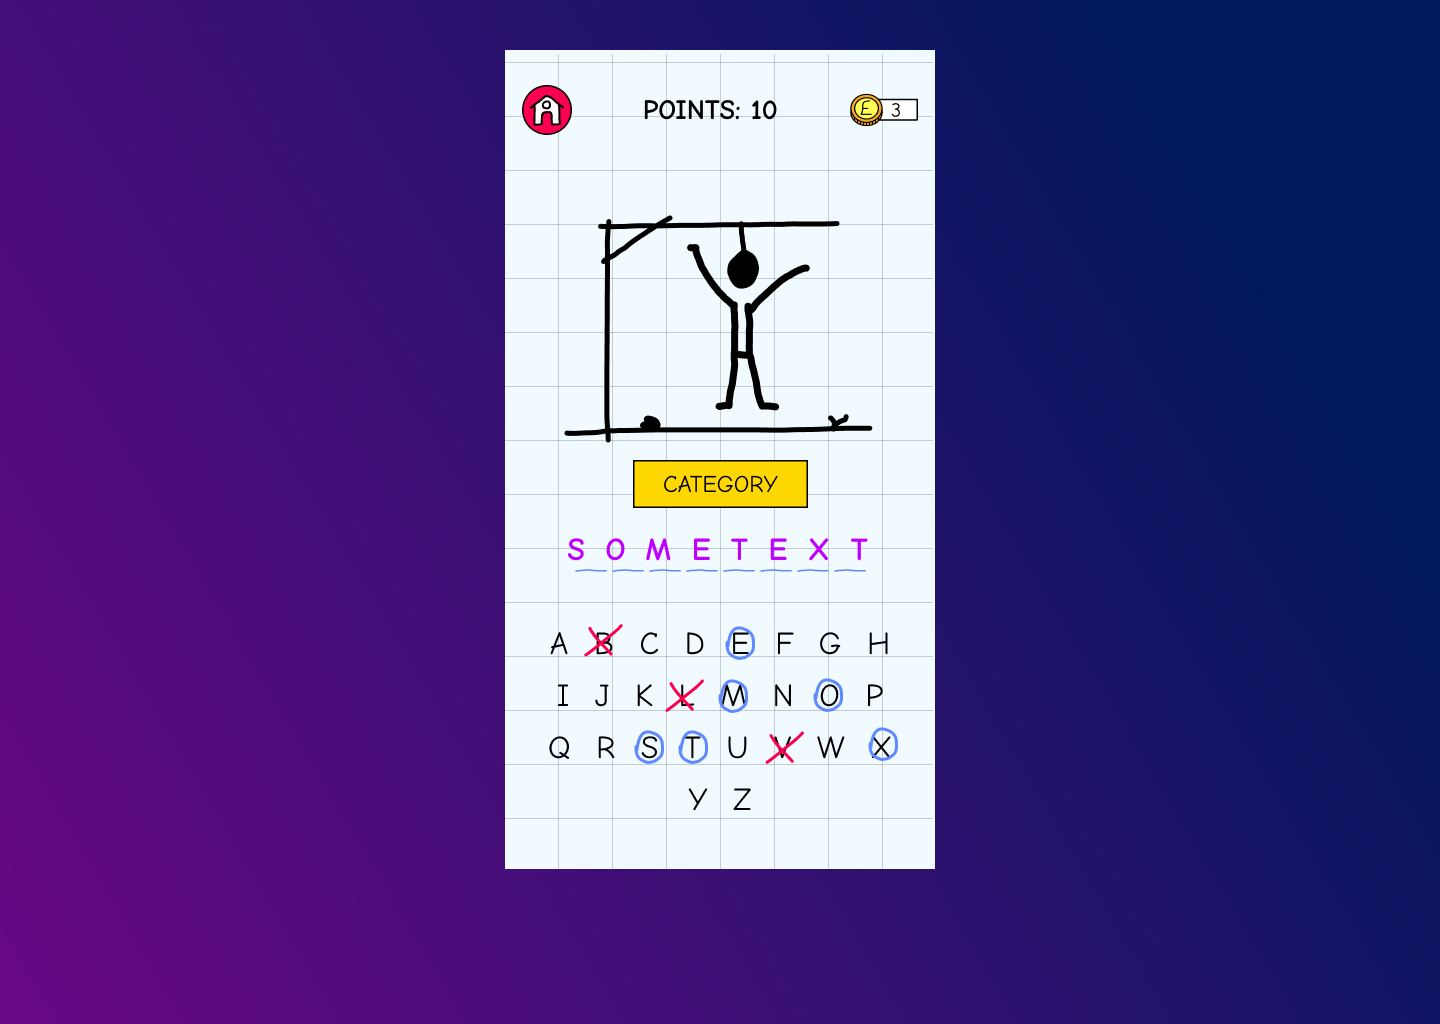 POINTS: 10
E 3
CATEGORY
S O M E T E X T
A B C D E F G H
I J K L M N O P
Q R S T U V W X
Y Z